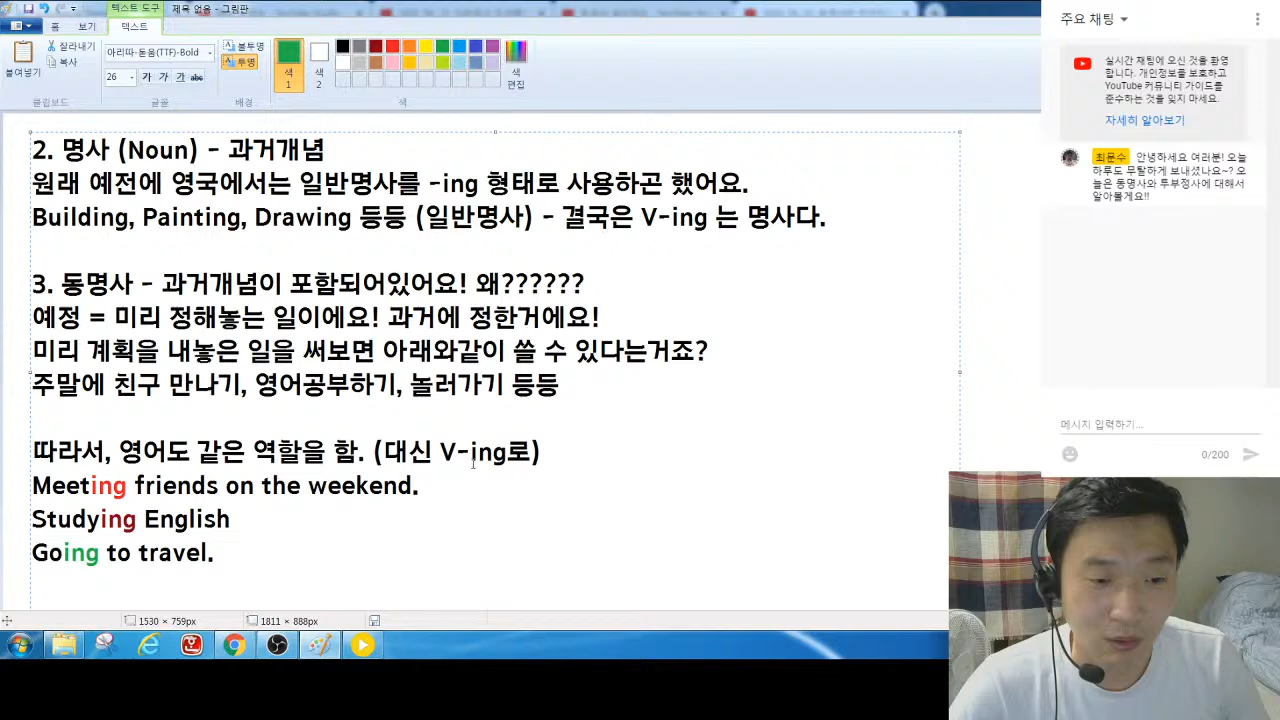 텍스트 도구
제목 없음 - 그림판
홈
보기
텍스트
붙여넣기
잘라내기
복사
클립보드
아리따-돋움(TTF)-Bold
26
가 가 가 abc
글꼴
불투명
투명
배경
색
1
색
2
색
편집
색
2. 명사 (Noun) - 과거개념
원래 예전에 영국에서는 일반명사를 -ing 형태로 사용하곤 했어요.
Building, Painting, Drawing 등등 (일반명사) - 결국은 V-ing 는 명사다.
3. 동명사 - 과거개념이 포함되어있어요! 왜??????
예정 = 미리 정해놓는 일이에요! 과거에 정한거에요!
미리 계획을 내놓은 일을 써보면 아래와같이 쓸 수 있다는거죠?
주말에 친구 만나기, 영어공부하기, 놀러가기 등등
따라서, 영어도 같은 역할을 함. (대신 V-ing로)
Meeting friends on the weekend.
Studying English
Going to travel.
1530 × 759px
1811 × 888px
주요 채팅
실시간 채팅에 오신 것을 환영
합니다. 개인정보를 보호하고
YouTube 커뮤니티 가이드를
준수하는 것을 잊지 마세요.
자세히 알아보기
최문수 안녕하세요 여러분! 오늘
하루도 무탈하게 보내셨나요~? 오
늘은 동명사와 투부정사에 대해서
알아볼게요!!
메시지 입력하기...
0/200